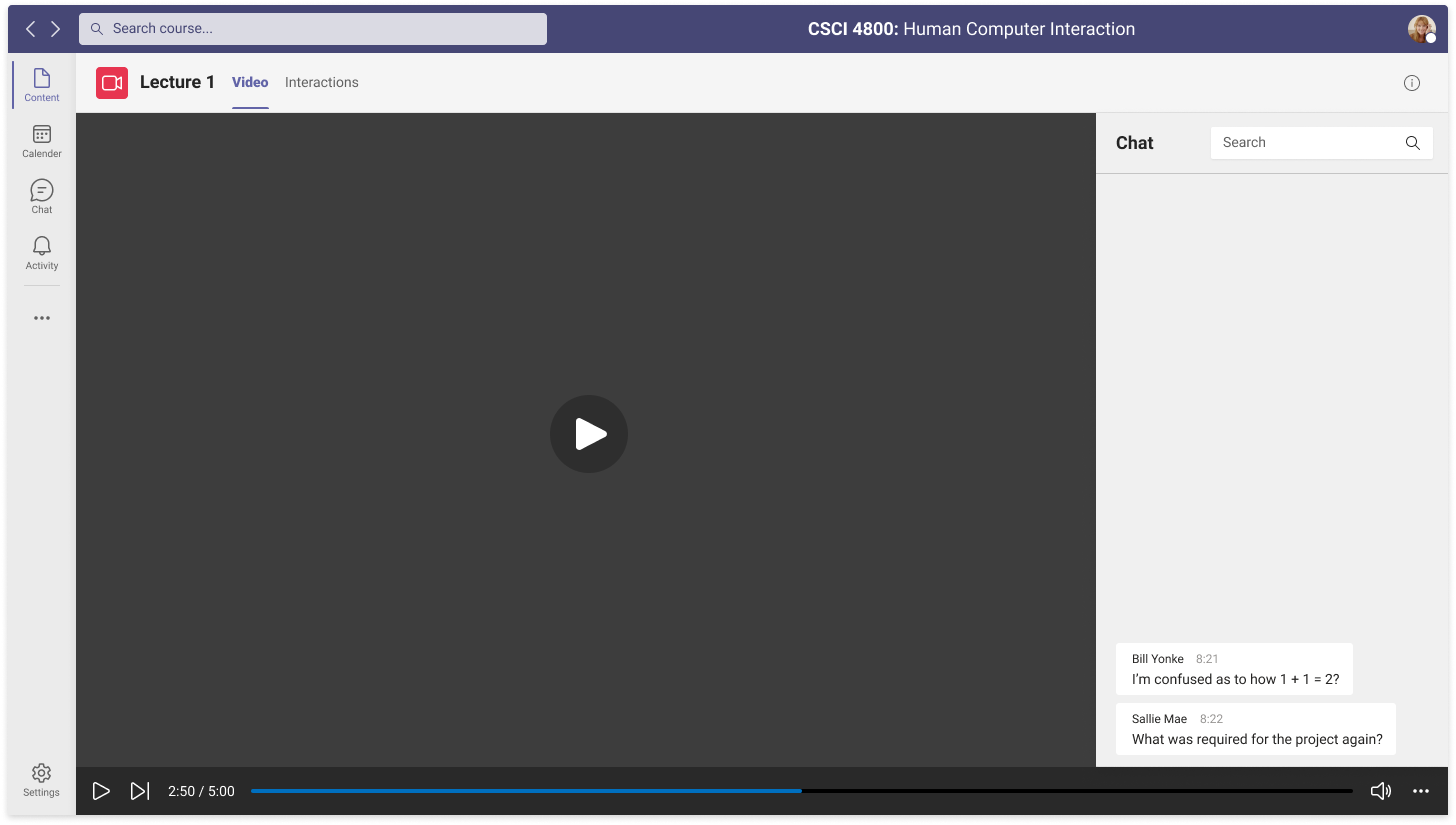 Search course...
CSCI 4800: Human Computer Interaction
Content
Calender
Chat
Activity
Settings
Lecture 1
Video
Interactions
Chat
Search
Bill Yonke 8:21
I'm confused as to how 1 + 1 = 2?
Sallie Mae 8:22
What was required for the project again?
2:50 / 5:00